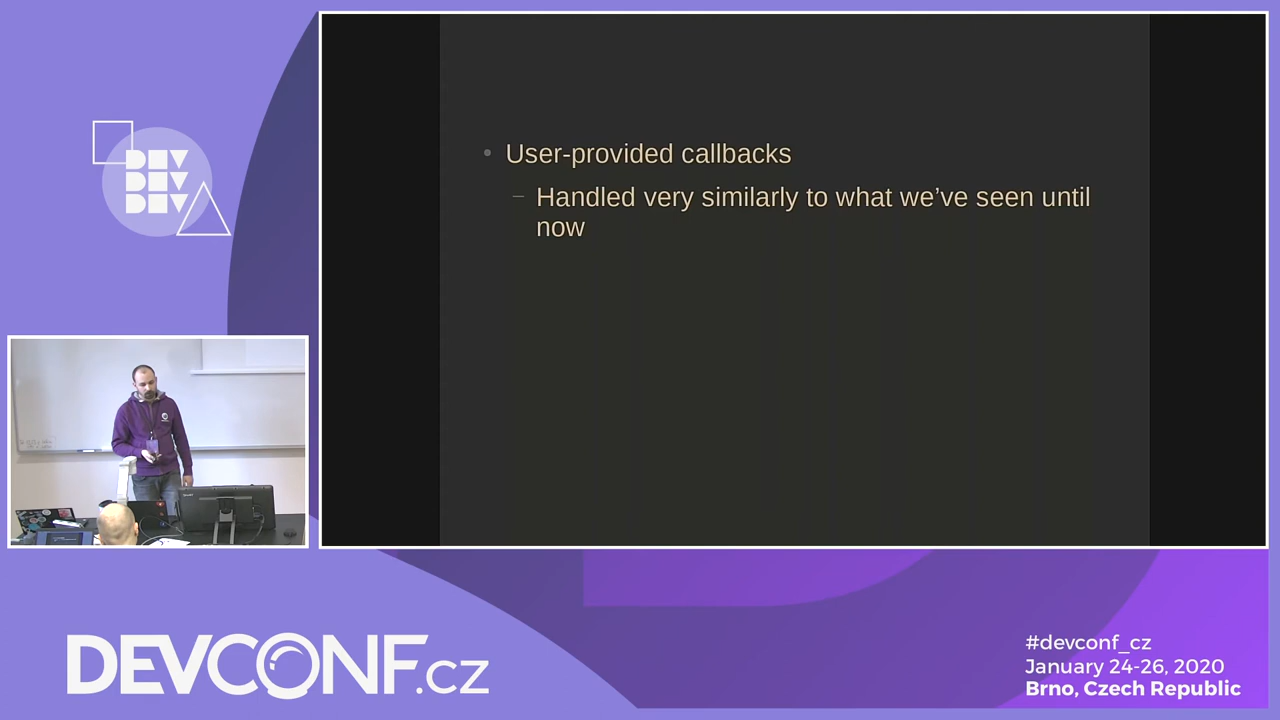 DEV
DEV
DEV
User-provided callbacks
Handled very similarly to what we've seen until
now
DEVCONF.cz
#devconf_cz
January 24-26, 2020
Brno, Czech Republic